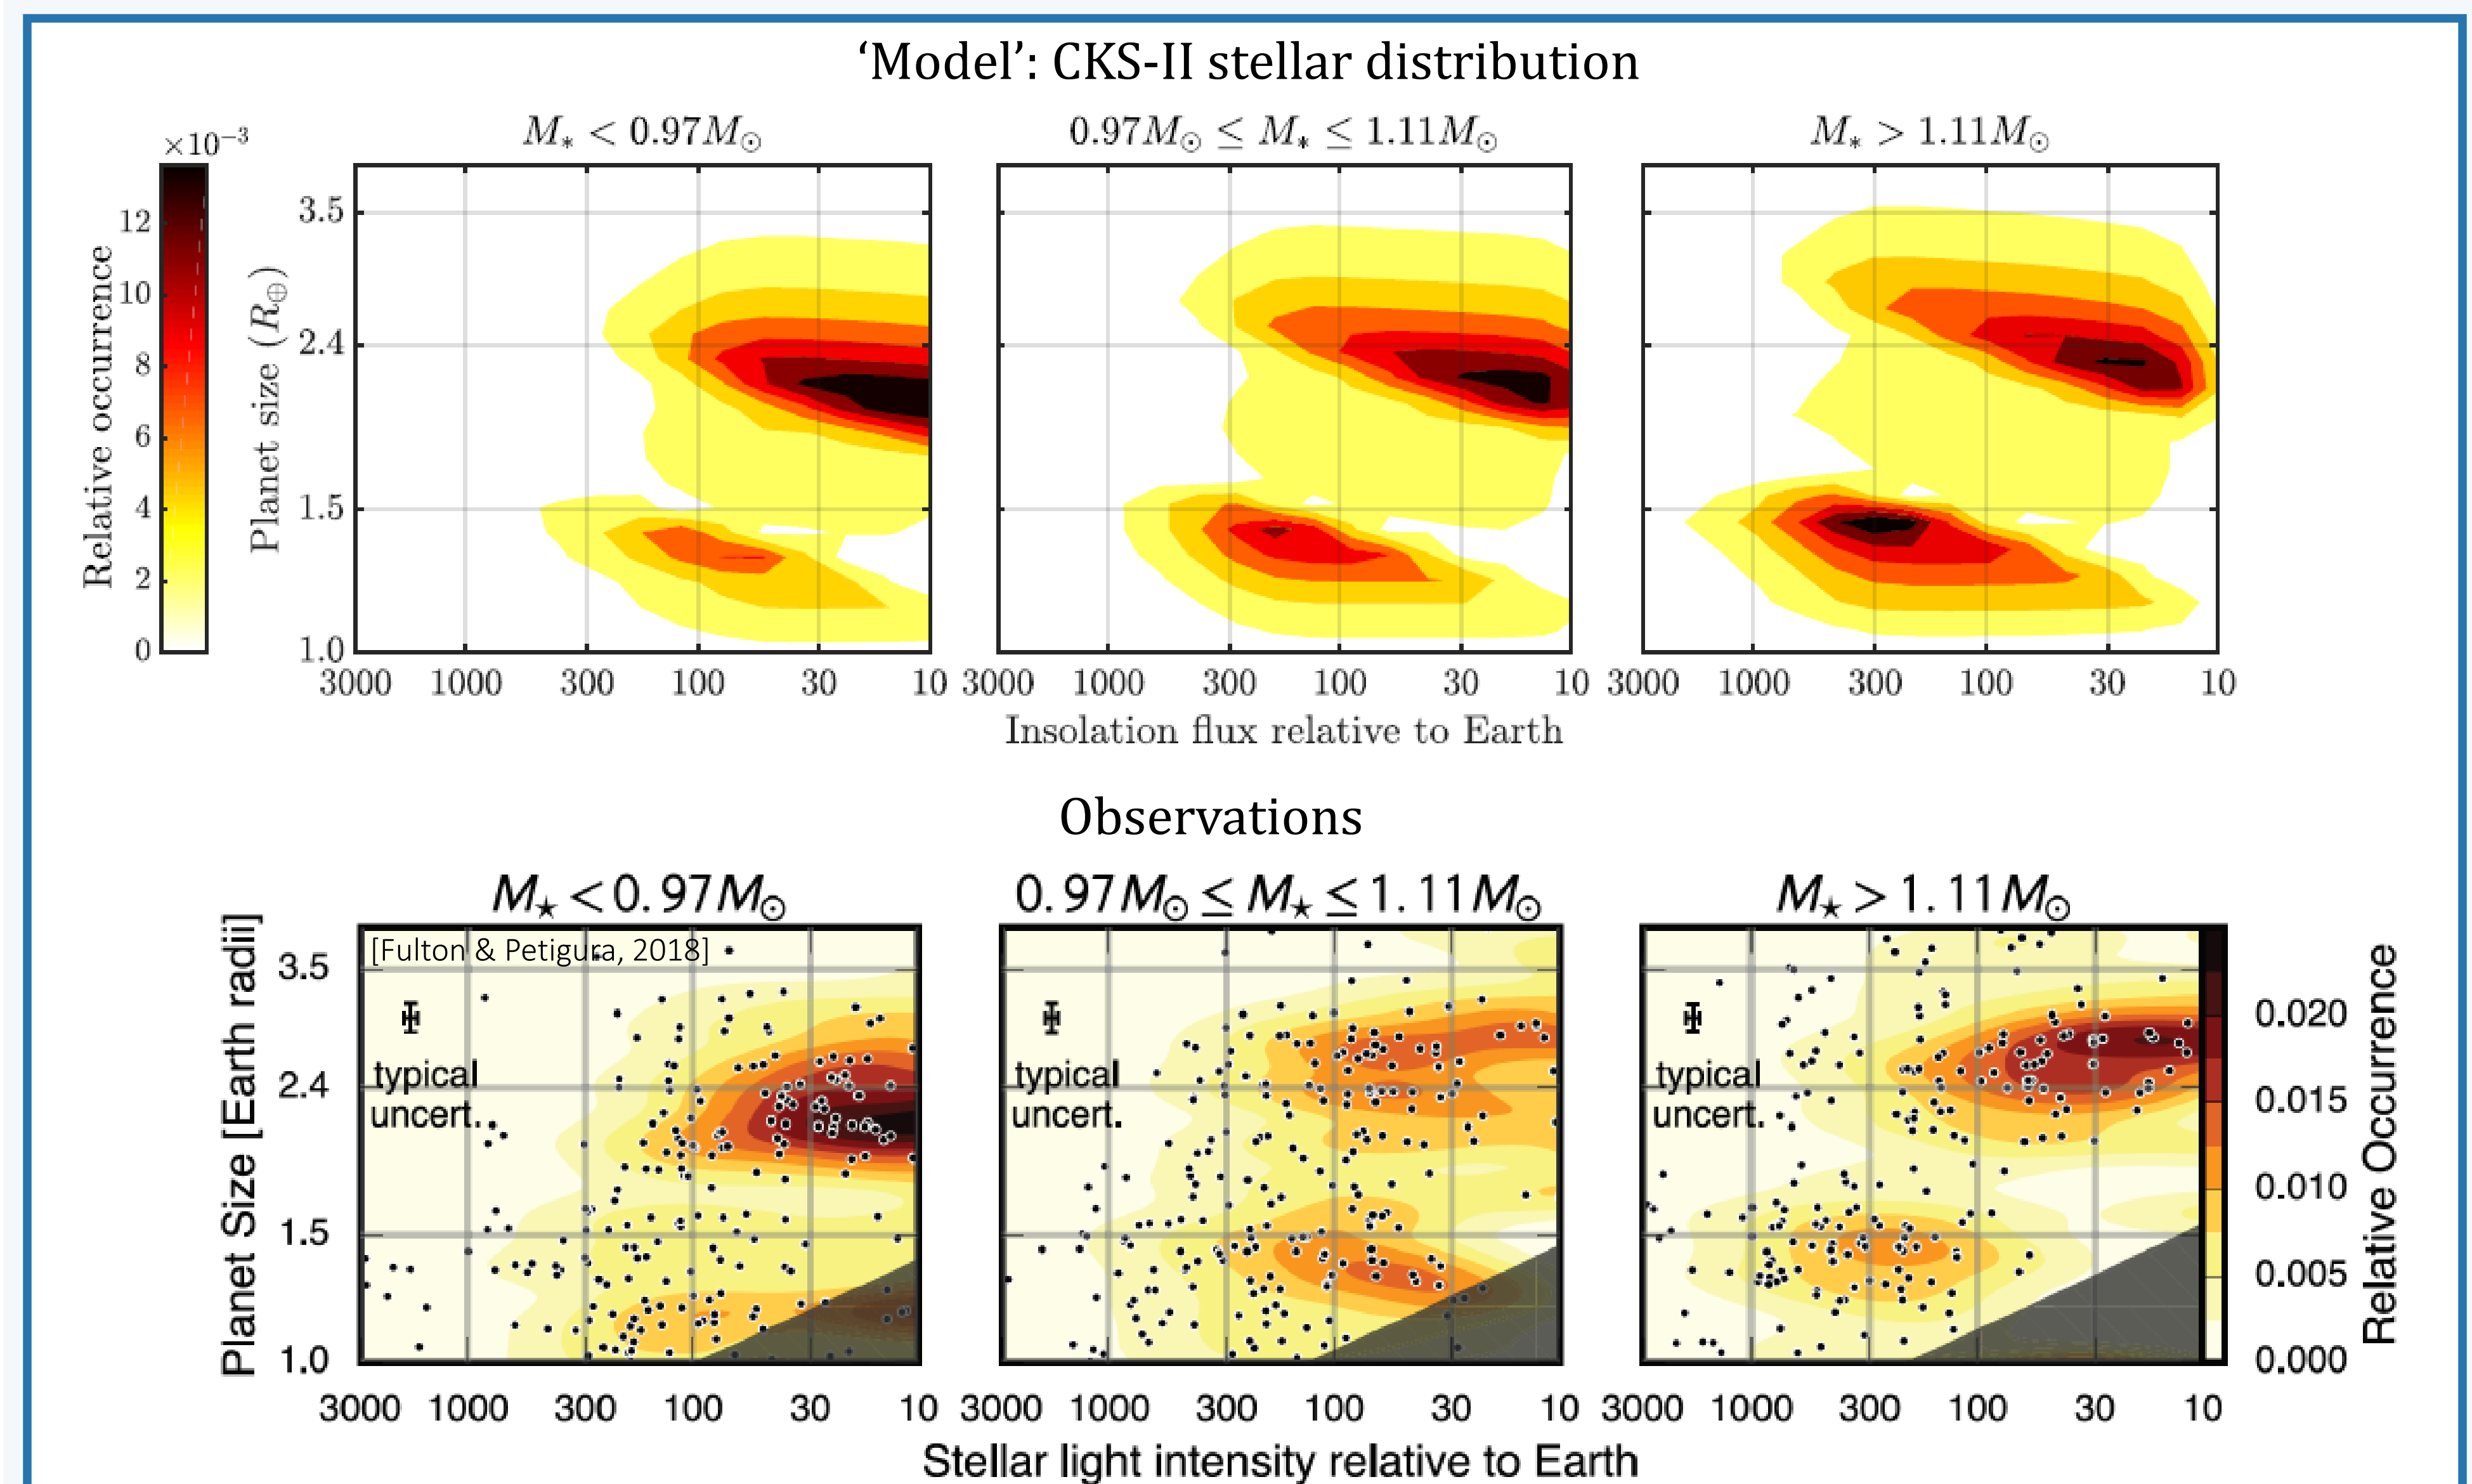 ‘Model’: CKS-II stellar distribution
M* < 0.97M⊙
0.97M⊙ ≤ M* ≤ 1.11M⊙
M* > 1.11M⊙
×10⁻³
12
10
8
6
4
2
0
Relative occurrence
Planet size (R⊕)
3.5
2.4
1.5
1.0
3000 1000 300 100 30 10
3000 1000 300 100 30 10
3000 1000 300 100 30 10
Insolation flux relative to Earth
Observations
M★ < 0.97M⊙
0.97M⊙ ≤ M★ ≤ 1.11M⊙
M★ > 1.11M⊙
[Fulton & Petigura, 2018]
Planet Size [Earth radii]
3.5
2.4
1.5
1.0
typical
uncert.
typical
uncert.
typical
uncert.
0.020
0.015
0.010
0.005
0.000
Relative Occurrence
3000 1000 300 100 30 10
3000 1000 300 100 30 10
3000 1000 300 100 30 10
Stellar light intensity relative to Earth